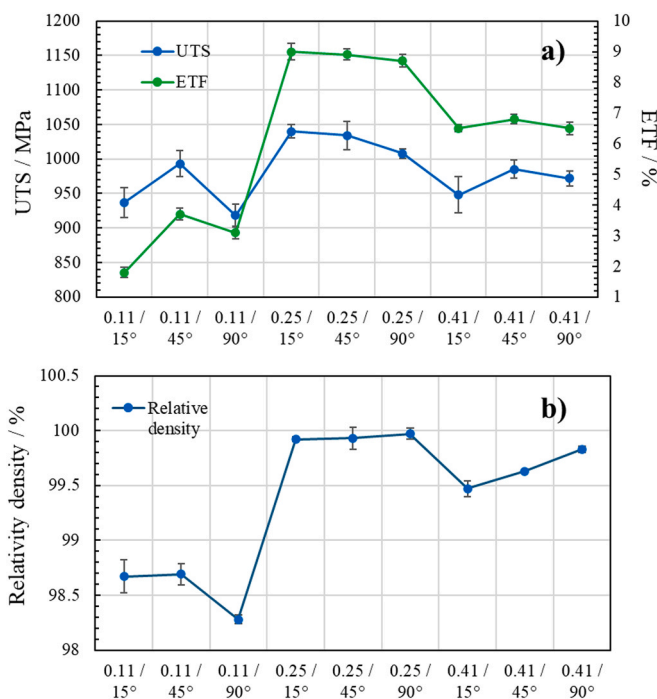 1200
1150
1100
1050
1000
950
900
850
800
UTS / MPa
UTS
ETF
a)
10
9
8
7
6
5
4
3
2
1
ETF / %
0.11 / 0.11 / 0.11 / 0.25 / 0.25 / 0.25 / 0.41 / 0.41 / 0.41 /
15° 45° 90° 15° 45° 90° 15° 45° 90°
100.5
100
99.5
99
98.5
98
Relativity density / %
Relative
density
b)
0.11 / 0.11 / 0.11 / 0.25 / 0.25 / 0.25 / 0.41 / 0.41 / 0.41 /
15° 45° 90° 15° 45° 90° 15° 45° 90°